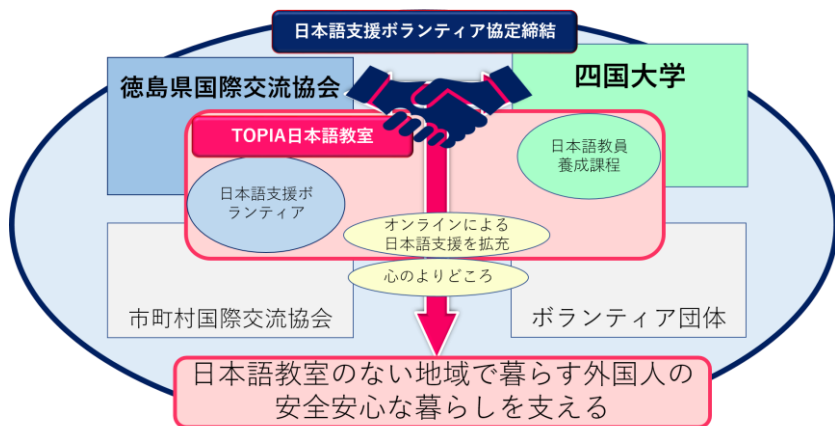 日本語支援ボランティア協定締結
徳島県国際交流協会
四国大学
TOPIA日本語教室
日本語教員
養成課程
日本語支援ボ
ランティア
オンラインによる
日本語支援を拡充
心のよりどころ
市町村国際交流協会
ボランティア団体
日本語教室のない地域で暮らす外国人の
安全安心な暮らしを支える